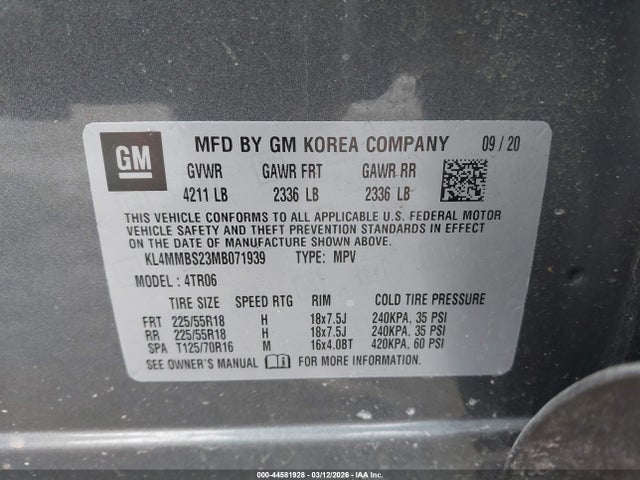 GM
MFD BY GM KOREA COMPANY 09/20
GVWR GAWR FRT GAWR RR
4211 LB 2336 LB 2336 LB
THIS VEHICLE CONFORMS TO ALL APPLICABLE U.S. FEDERAL MOTOR
VEHICLE SAFETY AND THEFT PREVENTION STANDARDS IN EFFECT
ON THE DATE OF MANUFACTURE SHOWN ABOVE.
KL4MMBS23MB071939 TYPE: MPV
MODEL: 4TR06
TIRE SIZE SPEED RTG RIM COLD TIRE PRESSURE
FRT 225/55R18 H 18x7.5J 240KPA, 35 PSI
RR 225/55R18 H 18x7.5J 240KPA, 35 PSI
SPA T125/70R16 M 16x4.0BT 420KPA, 60 PSI
SEE OWNER'S MANUAL i FOR MORE INFORMATION.
000-44581928 - 03/12/2026 - IAA Inc.